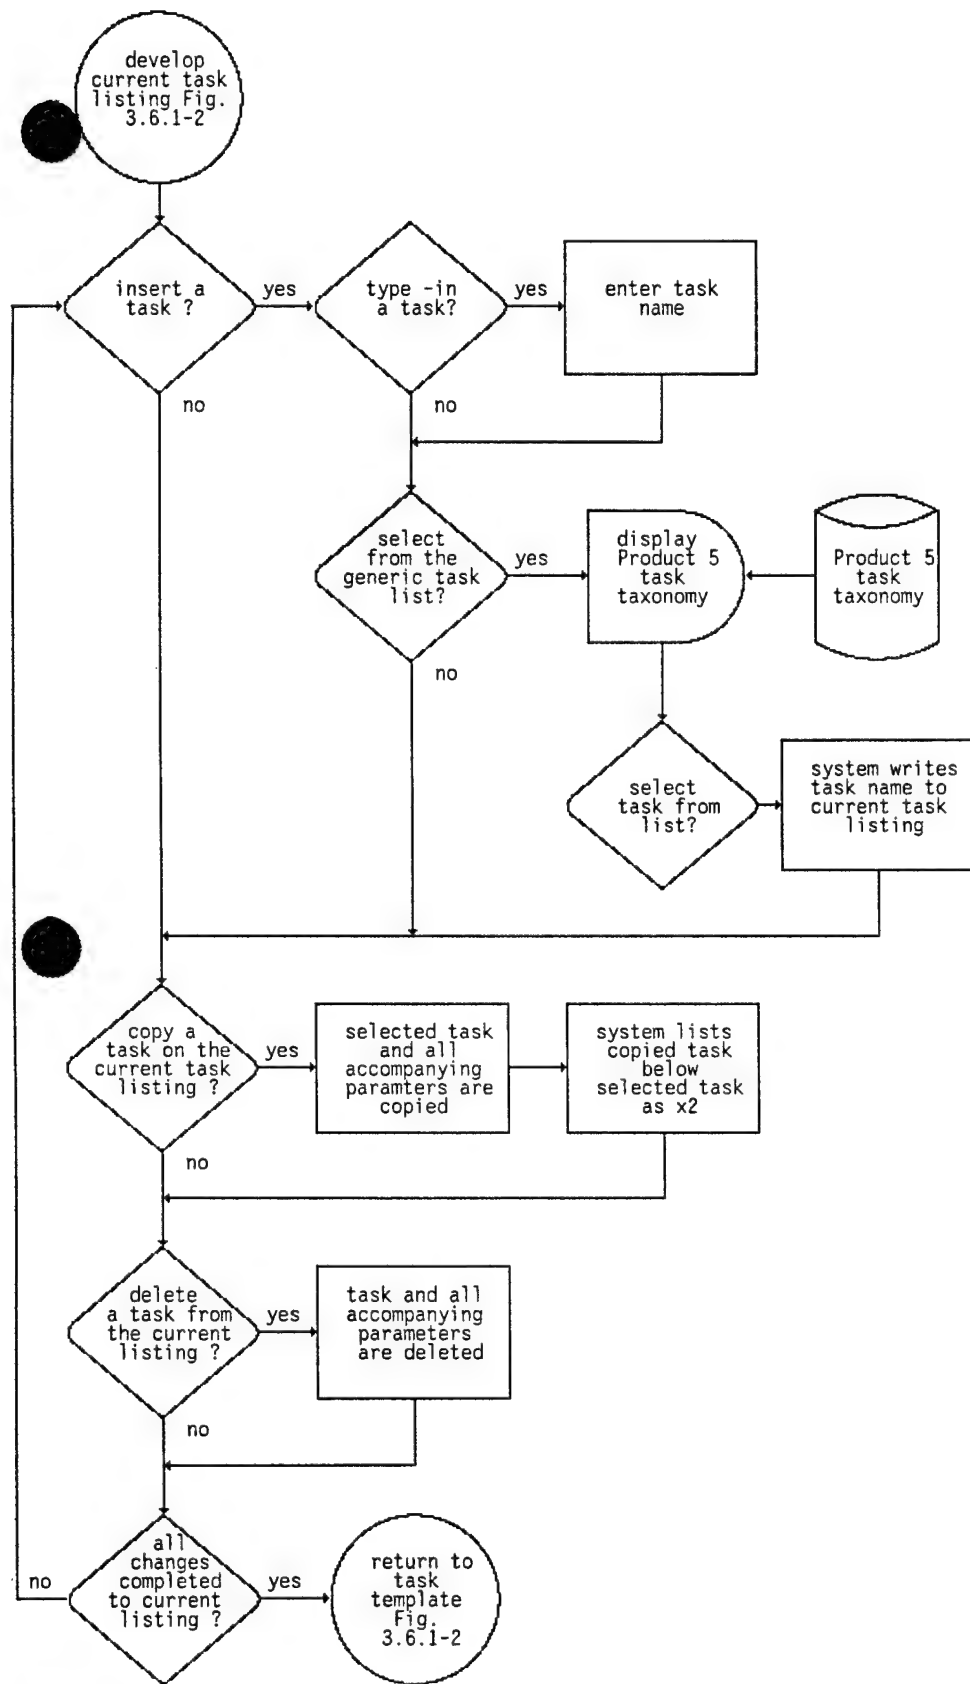 develop
current task
listing Fig.
3.6.1-2
insert a
task ?
yes
type -in
a task?
yes
enter task
name
no
no
select
from the
generic task
list?
yes
display
Product 5
task
taxonomy
Product 5
task
taxonomy
no
select
task from
list?
system writes
task name to
current task
listing
copy a
task on the
current task
listing ?
yes
selected task
and all
accompanying
paramters are
copied
system lists
copied task
below
selected task
as x2
no
delete
a task from
the current
listing ?
yes
task and all
accompanying
parameters
are deleted
no
all
changes
completed
to current
listing ?
no
yes
return to
task
template
Fig.
3.6.1-2